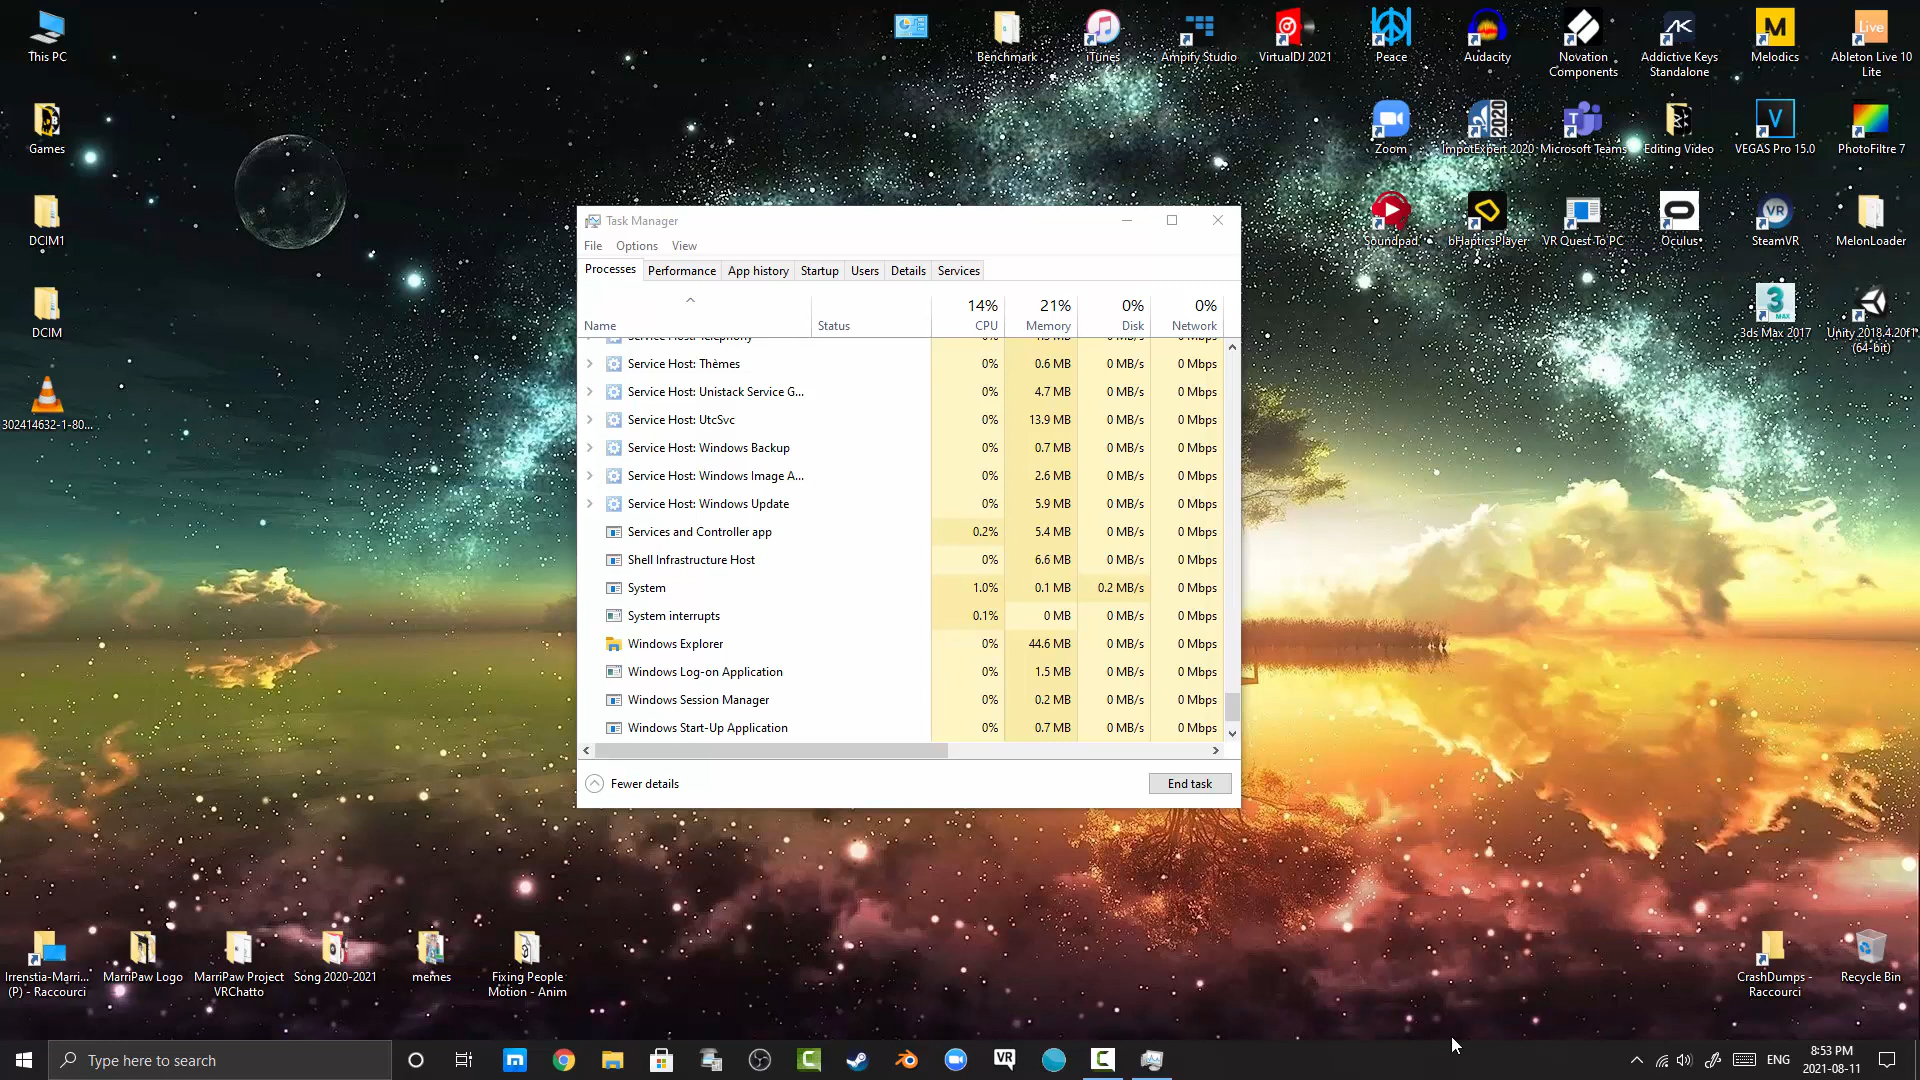 This PC
Benchmark
iTunes
Ampify Studio
VirtualDJ 2021
Peace
Audacity
Novation
Components
Addictive Keys
Standalone
Melodics
Live
Ableton Live 10
Lite
Games
Zoom
2020
ImpotExpert 2020
Microsoft Teams
Editing Video
VEGAS Pro 15.0
PhotoFiltre 7
DCIM1
Soundpad
bHapticsPlayer
VR Quest To PC
Oculus
SteamVR
MelonLoader
DCIM
3ds Max 2017
Unity 2018.4.20f1
(64-bit)
302414632-1-80...
Task Manager
File Options View
Processes Performance App history Startup Users Details Services
14% 21% 0% 0%
Name Status CPU Memory Disk Network
Service Host: Telephony
Service Host: Thèmes 0% 0.6 MB 0 MB/s 0 Mbps
Service Host: Unistack Service G... 0% 4.7 MB 0 MB/s 0 Mbps
Service Host: UtcSvc 0% 13.9 MB 0 MB/s 0 Mbps
Service Host: Windows Backup 0% 0.7 MB 0 MB/s 0 Mbps
Service Host: Windows Image A... 0% 2.6 MB 0 MB/s 0 Mbps
Service Host: Windows Update 0% 5.9 MB 0 MB/s 0 Mbps
Services and Controller app 0.2% 5.4 MB 0 MB/s 0 Mbps
Shell Infrastructure Host 0% 6.6 MB 0 MB/s 0 Mbps
System 1.0% 0.1 MB 0.2 MB/s 0 Mbps
System interrupts 0.1% 0 MB 0 MB/s 0 Mbps
Windows Explorer 0% 44.6 MB 0 MB/s 0 Mbps
Windows Log-on Application 0% 1.5 MB 0 MB/s 0 Mbps
Windows Session Manager 0% 0.2 MB 0 MB/s 0 Mbps
Windows Start-Up Application 0% 0.7 MB 0 MB/s 0 Mbps
Fewer details End task
Irrenstia-Marri...
(P) - Raccourci
MarriPaw Logo
MarriPaw Project
VRChatto
Song 2020-2021
memes
Fixing People
Motion - Anim
CrashDumps -
Raccourci
Recycle Bin
Type here to search
VR
ENG
8:53 PM
2021-08-11